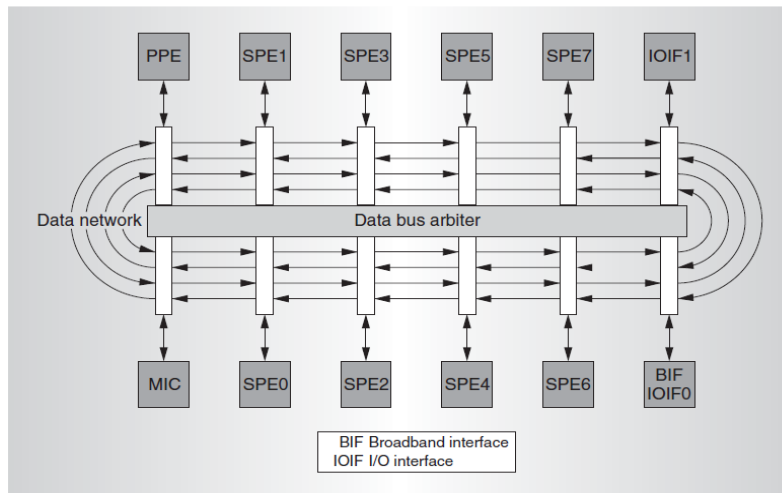 PPE
SPE1
SPE3
SPE5
SPE7
IOIF1
Data network
Data bus arbiter
MIC
SPE0
SPE2
SPE4
SPE6
BIF
IOIF0
BIF Broadband interface
IOIF I/O interface